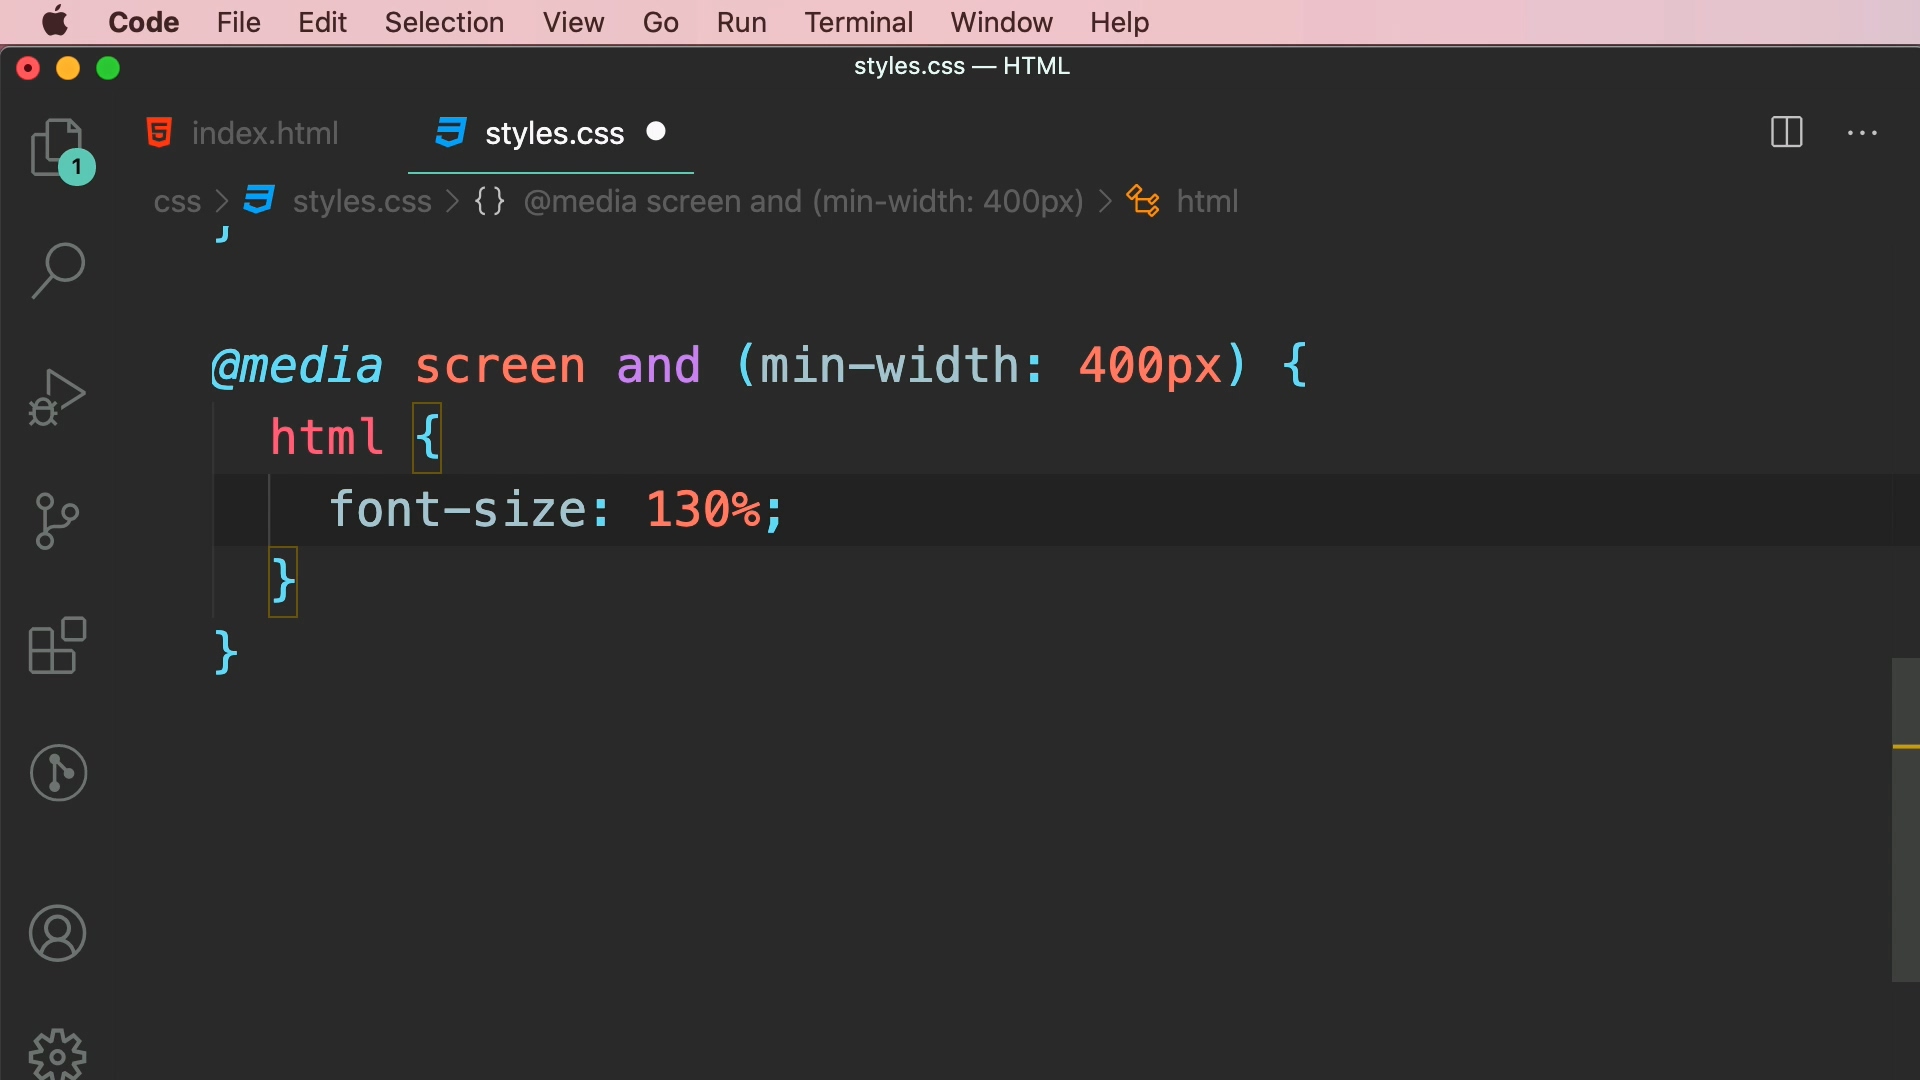 Code File Edit Selection View Go Run Terminal Window Help
styles.css — HTML
index.html styles.css
1
css > styles.css > {} @media screen and (min-width: 400px) > html
}
@media screen and (min-width: 400px) {
html {
font-size: 130%;
}
}